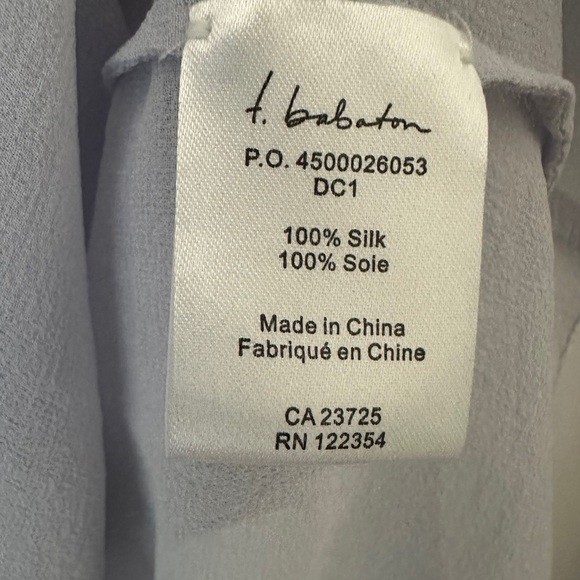 t. babaton
P.O. 4500026053
DC1
100% Silk
100% Soie
Made in China
Fabriqué en Chine
CA 23725
RN 122354